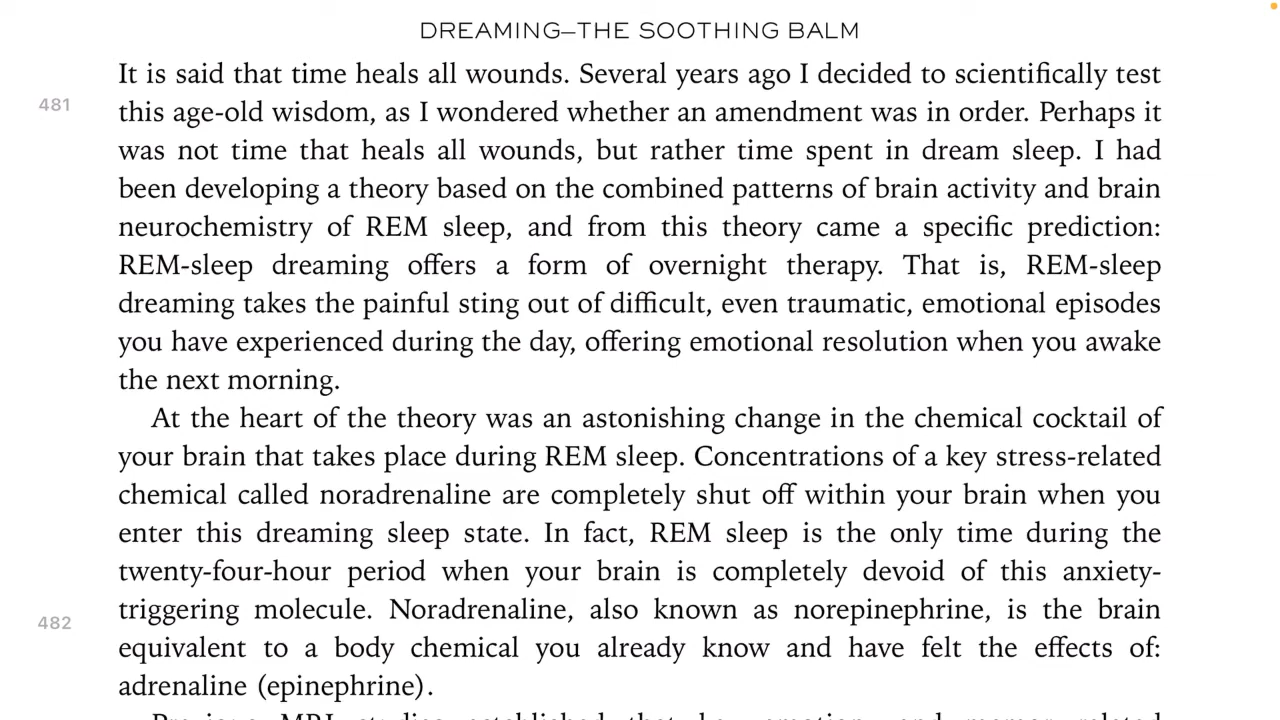 DREAMING—THE SOOTHING BALM
It is said that time heals all wounds. Several years ago I decided to scientifically test
481
this age-old wisdom, as I wondered whether an amendment was in order. Perhaps it
was not time that heals all wounds, but rather time spent in dream sleep. I had
been developing a theory based on the combined patterns of brain activity and brain
neurochemistry of REM sleep, and from this theory came a specific prediction:
REM-sleep dreaming offers a form of overnight therapy. That is, REM-sleep
dreaming takes the painful sting out of difficult, even traumatic, emotional episodes
you have experienced during the day, offering emotional resolution when you awake
the next morning.
At the heart of the theory was an astonishing change in the chemical cocktail of
your brain that takes place during REM sleep. Concentrations of a key stress-related
chemical called noradrenaline are completely shut off within your brain when you
enter this dreaming sleep state. In fact, REM sleep is the only time during the
twenty-four-hour period when your brain is completely devoid of this anxiety-
triggering molecule. Noradrenaline, also known as norepinephrine, is the brain
482
equivalent to a body chemical you already know and have felt the effects of:
adrenaline (epinephrine).
MRI studies established that key emotion- and memory-related